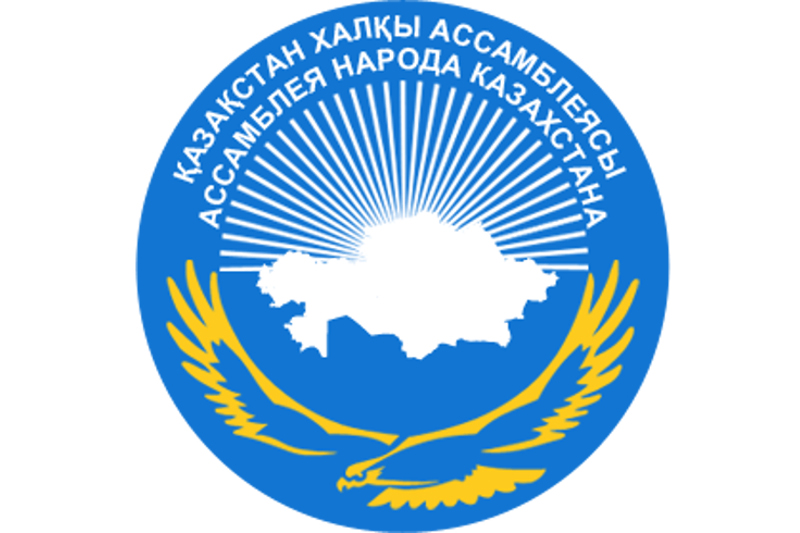 ҚАЗАҚСТАН ХАЛҚЫ АССАМБЛЕЯСЫ
АССАМБЛЕЯ НАРОДА КАЗАХСТАНА